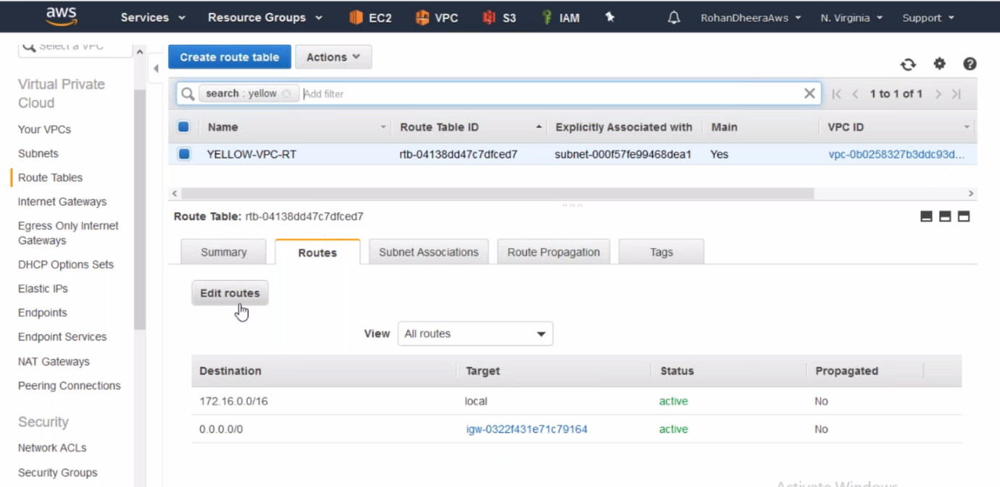 aws Services Resource Groups EC2 VPC S3 IAM RohanDheeraAws N. Virginia Support
Select a VPC
Virtual Private
Cloud
Your VPCs
Subnets
Route Tables
Internet Gateways
Egress Only Internet
Gateways
DHCP Options Sets
Elastic IPs
Endpoints
Endpoint Services
NAT Gateways
Peering Connections
Security
Network ACLs
Security Groups
Create route table Actions
search : yellow Add filter 1 to 1 of 1
Name Route Table ID Explicitly Associated with Main VPC ID
YELLOW-VPC-RT rtb-04138dd47c7dfced7 subnet-000f57fe99468dea1 Yes vpc-0b0258327b3ddc93d...
Route Table: rtb-04138dd47c7dfced7
Summary Routes Subnet Associations Route Propagation Tags
Edit routes
View All routes
Destination Target Status Propagated
172.16.0.0/16 local active No
0.0.0.0/0 igw-0322f431e71c79164 active No
Activate Windows